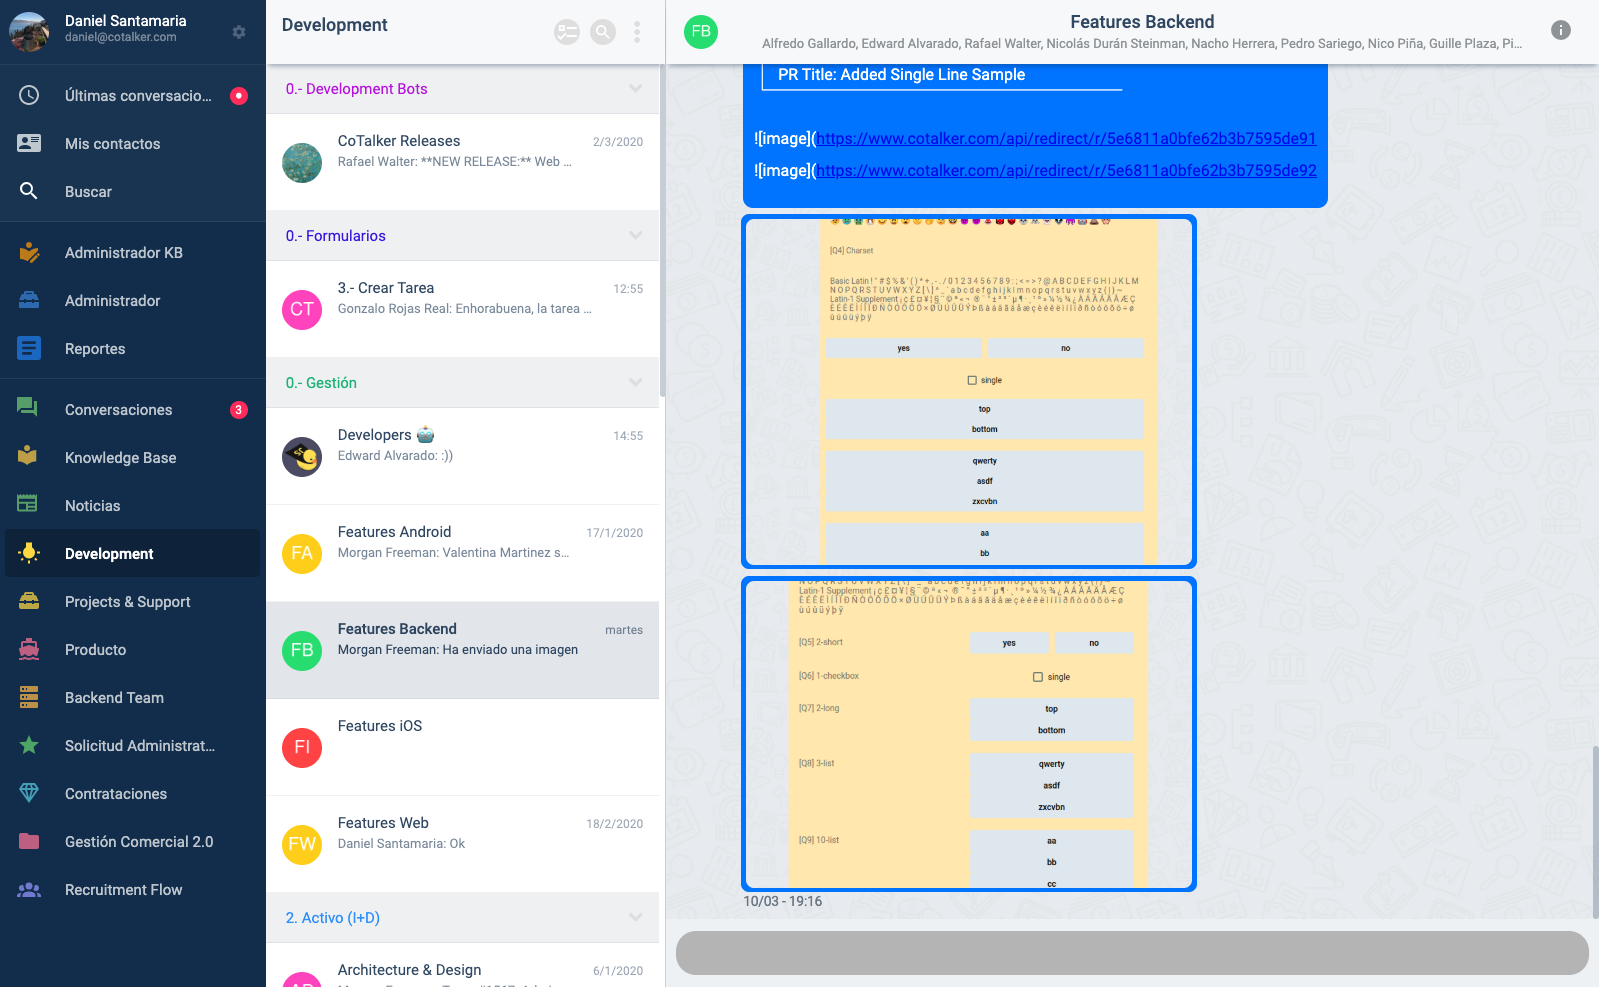 Daniel Santamaria
daniel@cotalker.com
Últimas conversacio...
Mis contactos
Buscar
Administrador KB
Administrador
Reportes
Conversaciones
3
Knowledge Base
Noticias
Development
Projects & Support
Producto
Backend Team
Solicitud Administrat...
Contrataciones
Gestión Comercial 2.0
Recruitment Flow
Development
0.- Development Bots
CoTalker Releases
2/3/2020
Rafael Walter: **NEW RELEASE:** Web ...
0.- Formularios
CT
3.- Crear Tarea
12:55
Gonzalo Rojas Real: Enhorabuena, la tarea ...
0.- Gestión
Developers 🤖
14:55
Edward Alvarado: :))
FA
Features Android
17/1/2020
Morgan Freeman: Valentina Martinez s...
FB
Features Backend
martes
Morgan Freeman: Ha enviado una imagen
FI
Features iOS
FW
Features Web
18/2/2020
Daniel Santamaria: Ok
2. Activo (I+D)
Architecture & Design
6/1/2020
FB
Features Backend
Alfredo Gallardo, Edward Alvarado, Rafael Walter, Nicolás Durán Steinman, Nacho Herrera, Pedro Sariego, Nico Piña, Guille Plaza, Pi...
PR Title: Added Single Line Sample
![image](https://www.cotalker.com/api/redirect/r/5e6811a0bfe62b3b7595de91
![image](https://www.cotalker.com/api/redirect/r/5e6811a0bfe62b3b7595de92
[Q4] Charset
Basic Latin ! " # $ % & ' ( ) * + , - . / 0 1 2 3 4 5 6 7 8 9 : ; < = > ? @ A B C D E F G H I J K L M
N O P Q R S T U V W X Y Z [ \ ] ^ _ ` a b c d e f g h i j k l m n o p q r s t u v w x y z { | } ~
Latin-1 Supplement
yes
no
single
top
bottom
qwerty
asdf
zxcvbn
aa
bb
Latin-1 Supplement
[Q5] 2-short
yes
no
[Q6] 1-checkbox
single
[Q7] 2-long
top
bottom
[Q8] 3-list
qwerty
asdf
zxcvbn
[Q9] 10-list
aa
bb
cc
10/03 - 19:16